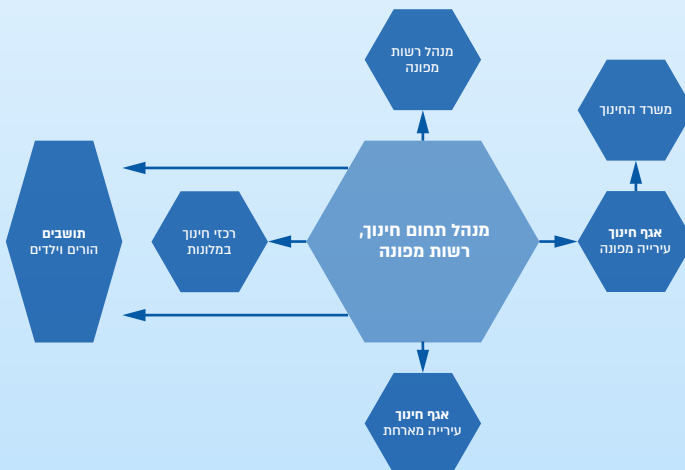 מנהל רשות
מפונה
משרד החינוך
מנהל תחום חינוך,
רשות מפונה
אגף חינוך
עירייה מפונה
רכזי חינוך
במלונות
תושבים
הורים וילדים
אגף חינוך
עירייה מארחת